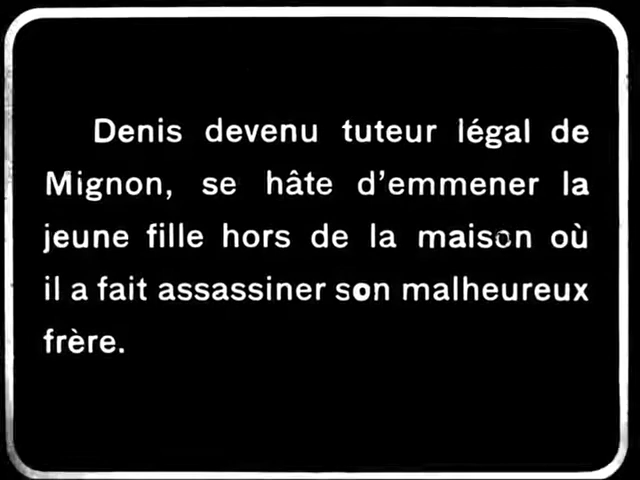 Denis devenu tuteur légal de
Mignon, se hâte d'emmener la
jeune fille hors de la maison où
il a fait assassiner son malheureux
frère.